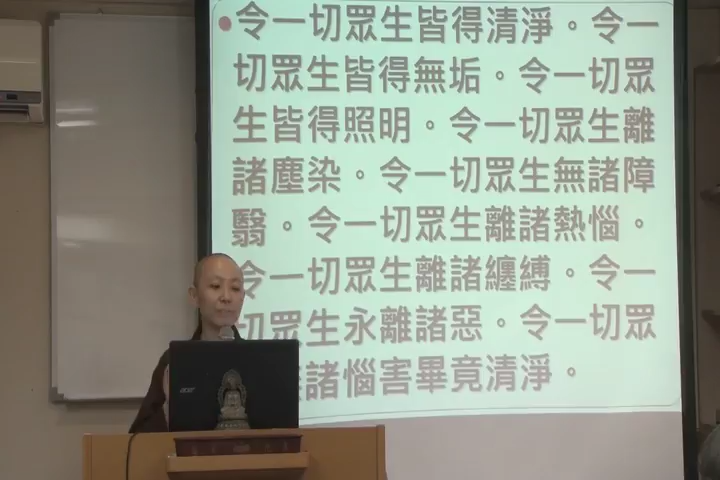 令一切眾生皆得清淨。令一
切眾生皆得無垢。令一切眾
生皆得照明。令一切眾生離
諸塵染。令一切眾生無諸障
翳。令一切眾生離諸熱惱。
令一切眾生離諸纏縛。令一
切眾生永離諸惡。令一切眾
諸惱害畢竟清淨。
acer